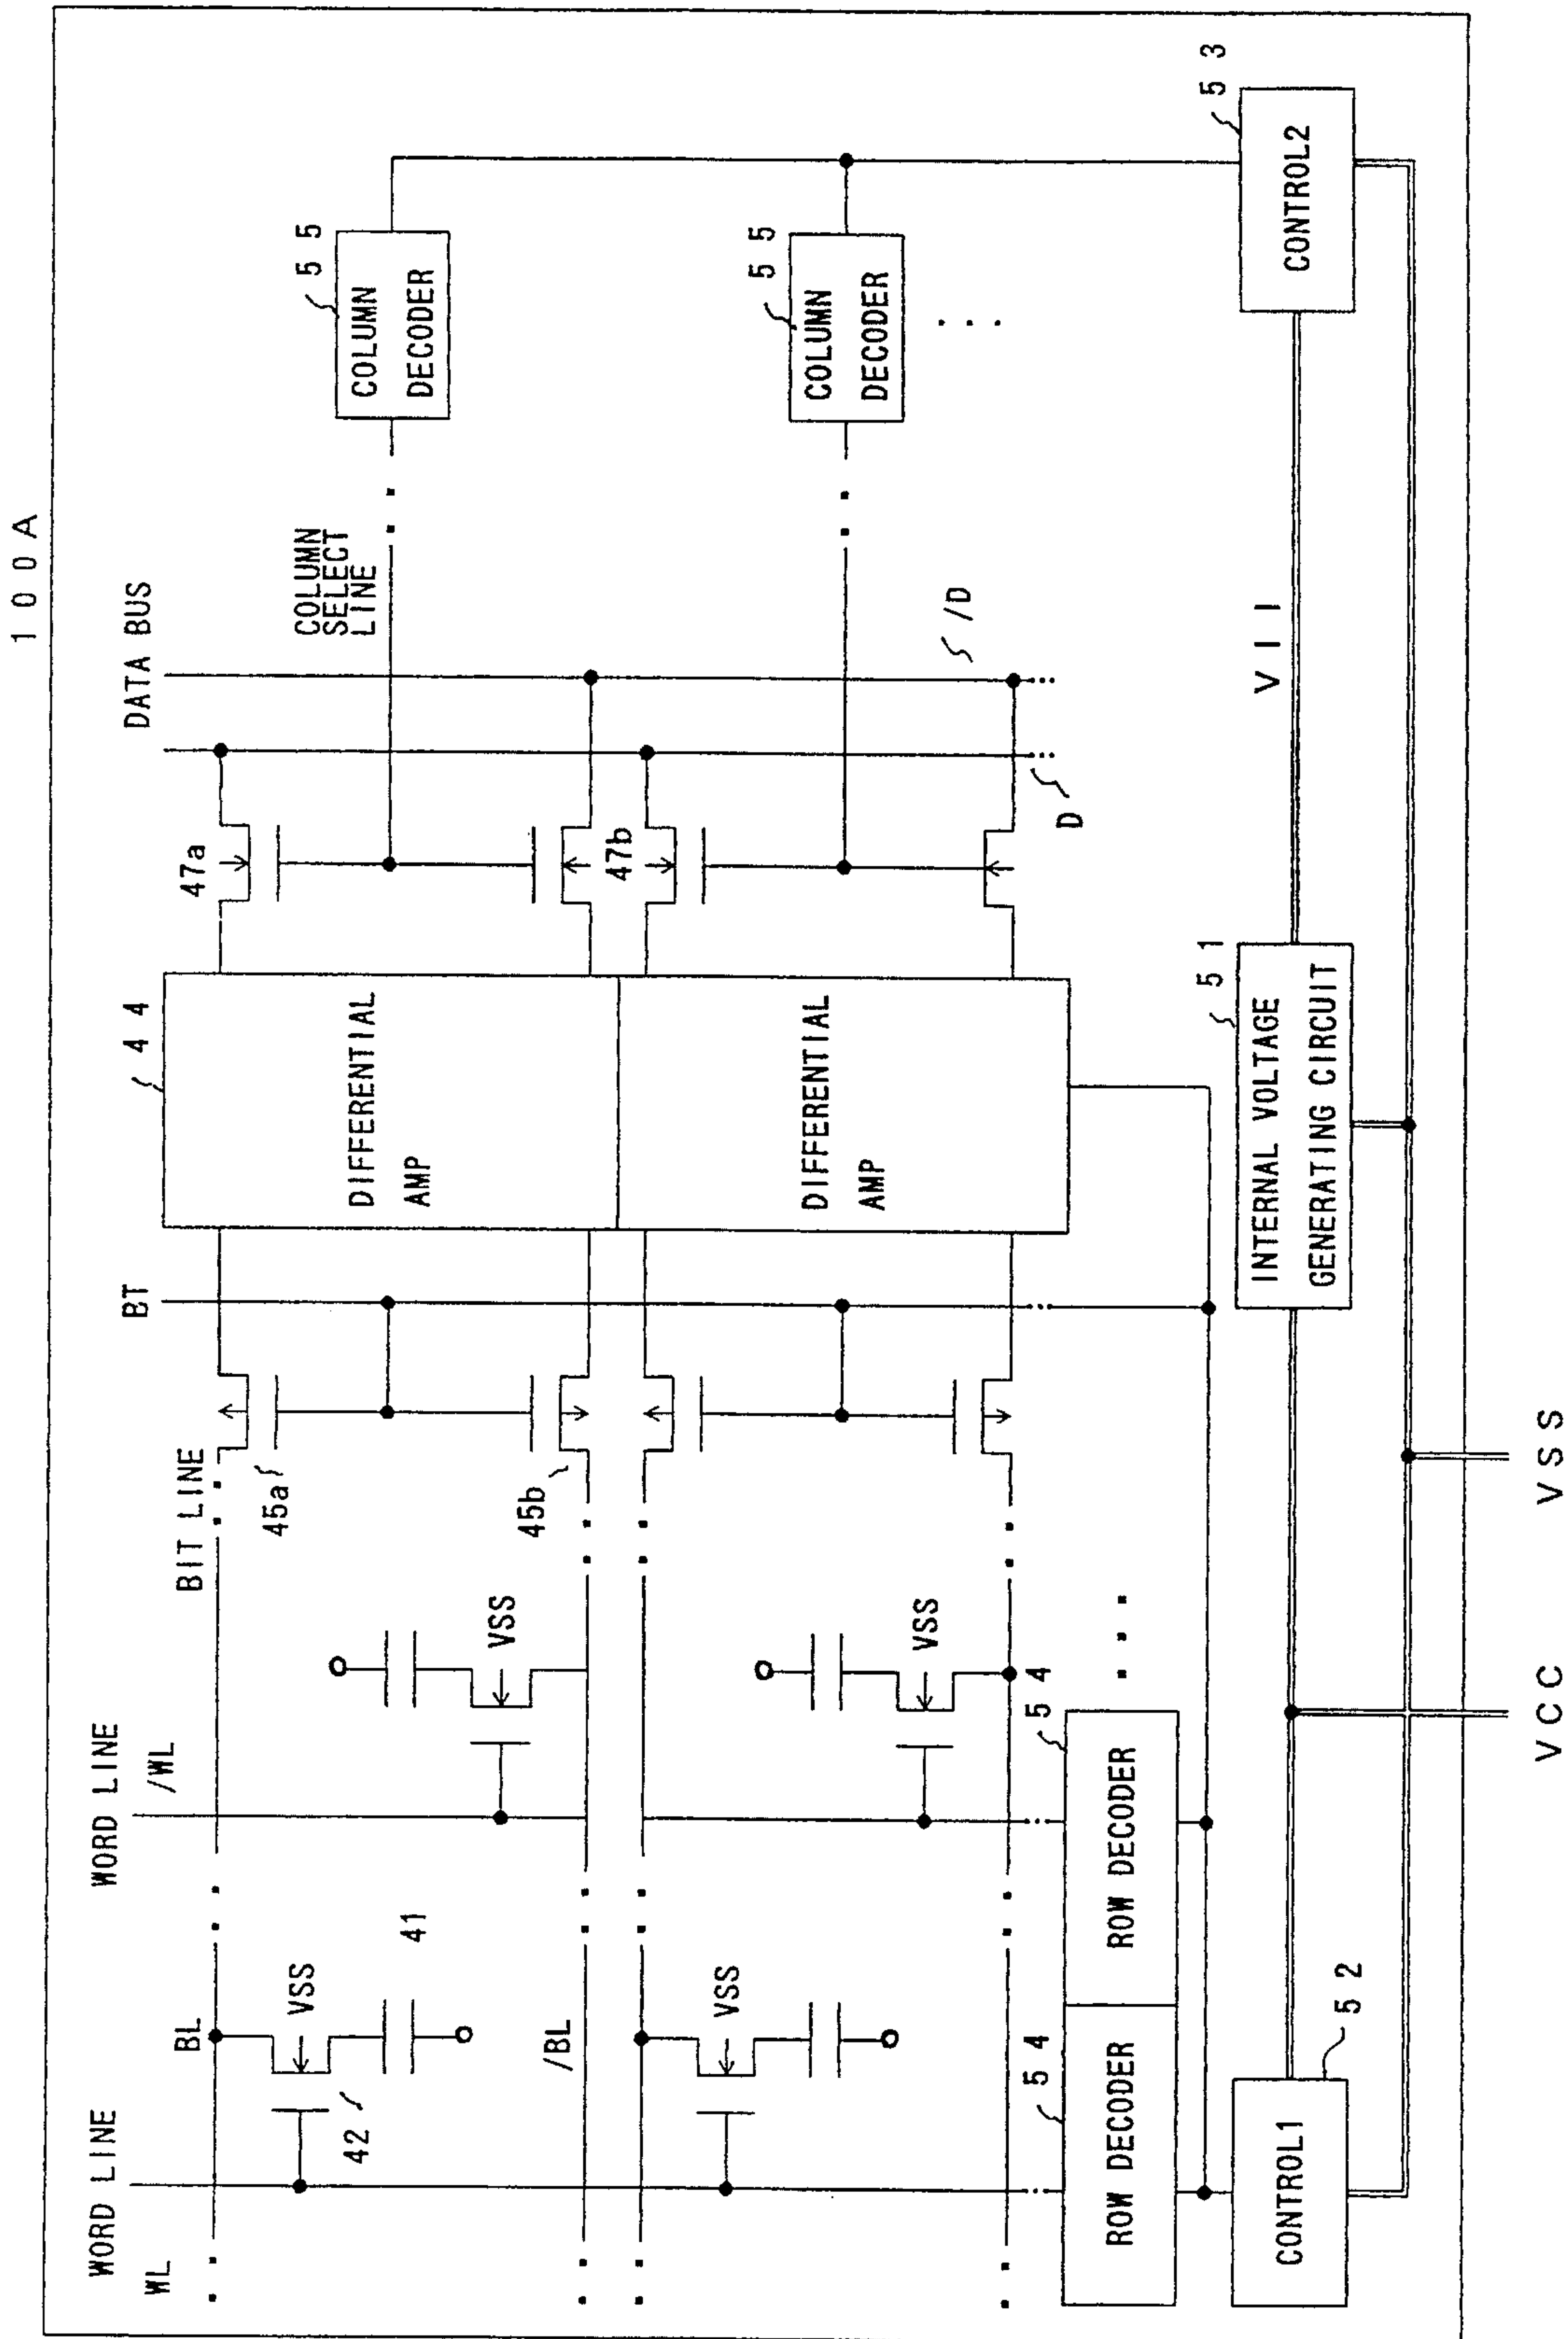 100A
WORD LINE
WL
WORD LINE
/WL
BIT LINE
BT
44
DATA BUS
COLUMN
SELECT
LINE
BL
VSS
42
41
/BL
VSS
VSS
VSS
45a
45b
DIFFERENTIAL
AMP
DIFFERENTIAL
AMP
47a
47b
D
/D
55
COLUMN
DECODER
55
COLUMN
DECODER
54
ROW DECODER
54
ROW DECODER
CONTROL1
52
51
INTERNAL VOLTAGE
GENERATING CIRCUIT
VII
53
CONTROL2
VCC
VSS